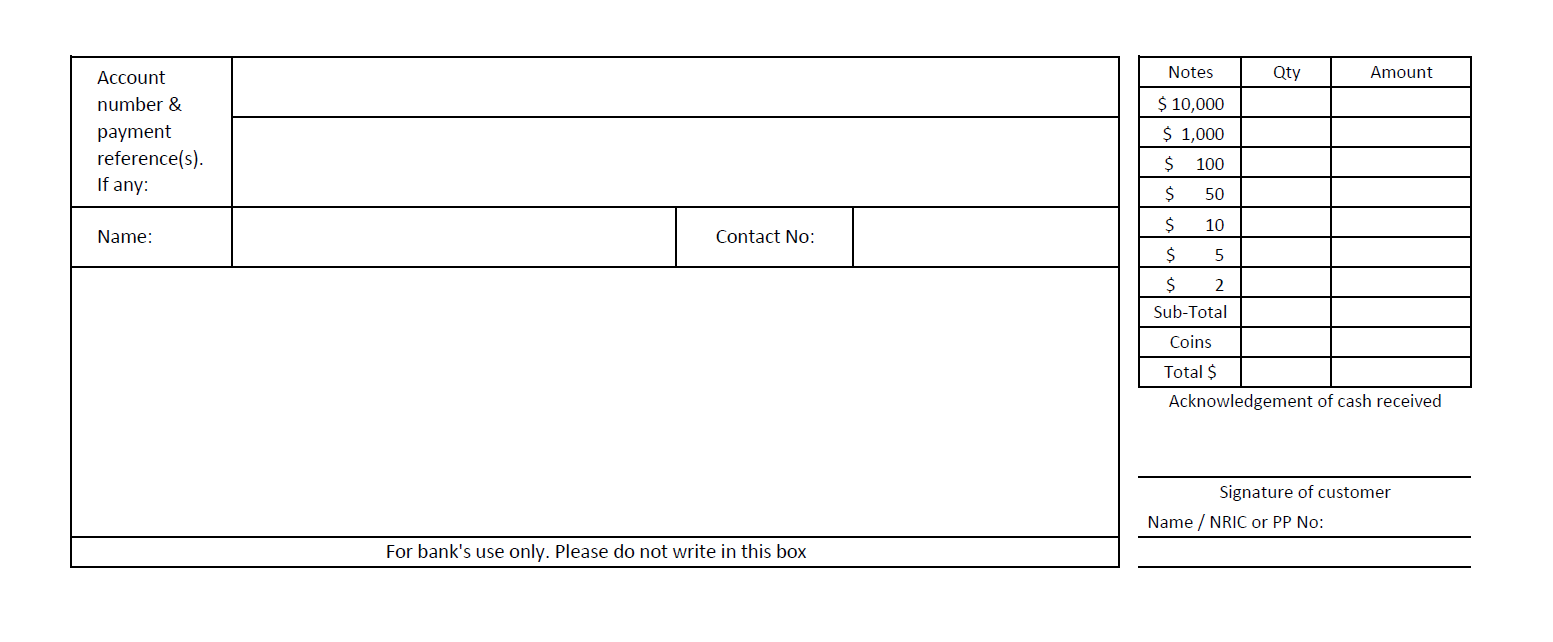 Account
number &
payment
reference(s).
If any:
Name:
Contact No:
For bank's use only. Please do not write in this box
Notes Qty Amount
$ 10,000
$ 1,000
$ 100
$ 50
$ 10
$ 5
$ 2
Sub-Total
Coins
Total $
Acknowledgement of cash received
Signature of customer
Name / NRIC or PP No: